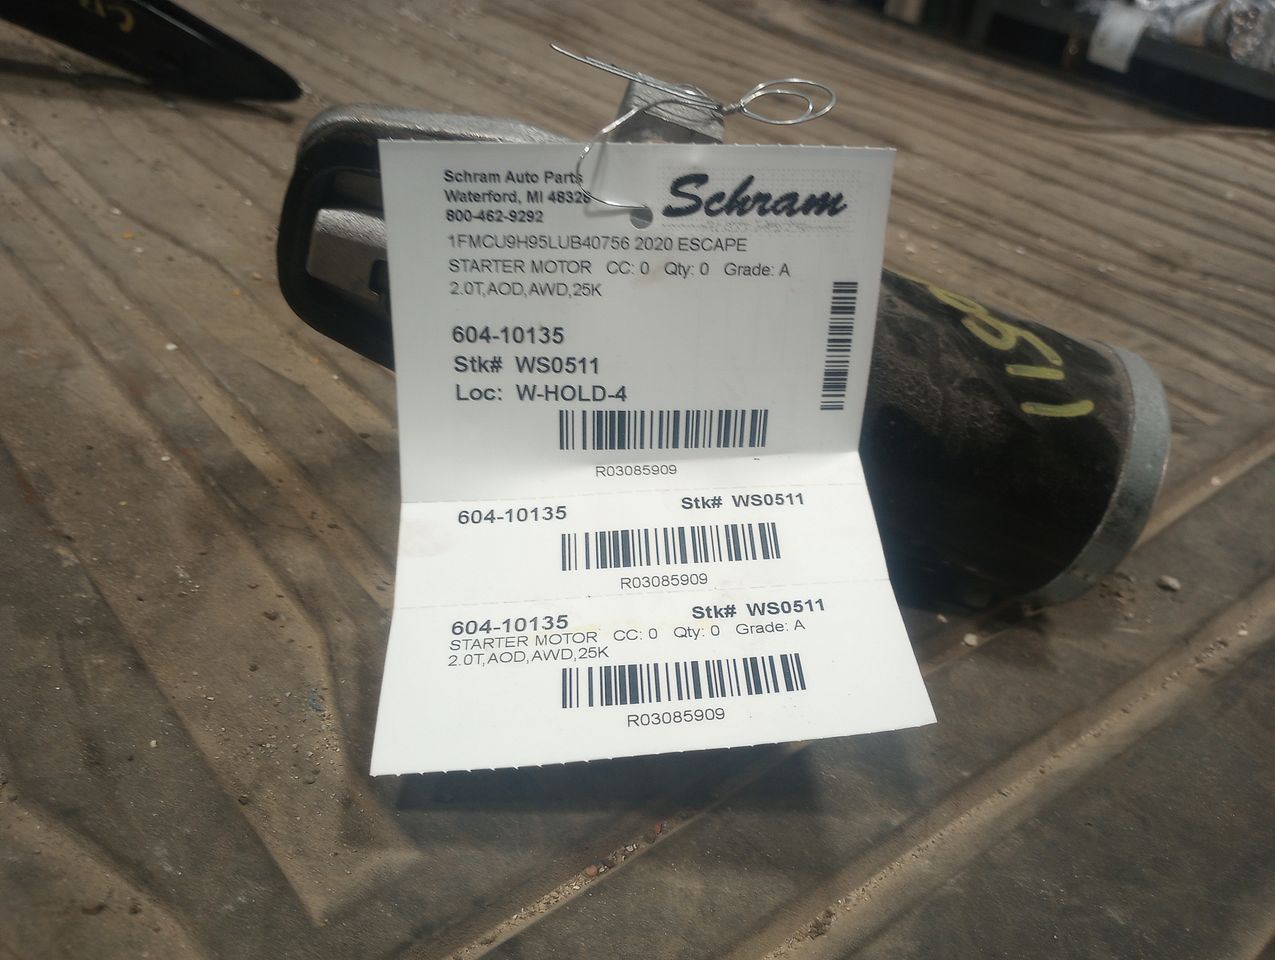 Schram Auto Parts
Waterford, MI 48328
800-462-9292
Schram
1FMCU9H95LUB40756 2020 ESCAPE
STARTER MOTOR CC: 0 Qty: 0 Grade: A
2.0T,AOD,AWD,25K
604-10135
Stk# WS0511
Loc: W-HOLD-4
R03085909
604-10135 Stk# WS0511
R03085909
604-10135 Stk# WS0511
STARTER MOTOR CC: 0 Qty: 0 Grade: A
2.0T,AOD,AWD,25K
R03085909